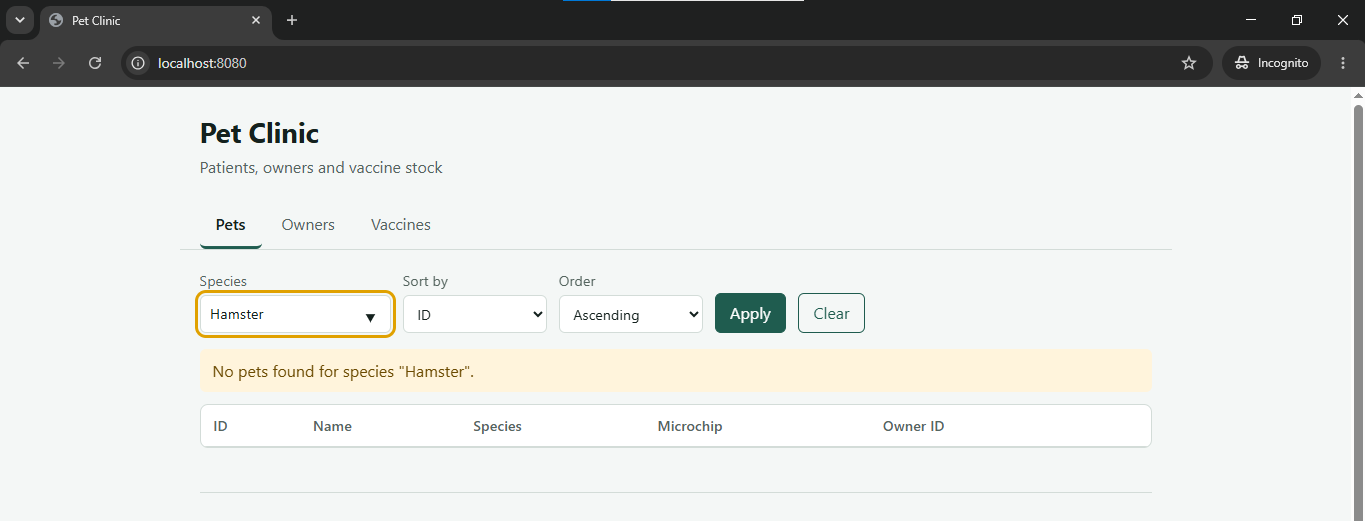 Pet Clinic
localhost:8080
Incognito
Pet Clinic
Patients, owners and vaccine stock
Pets Owners Vaccines
Species Sort by Order
Hamster ID Ascending Apply Clear
No pets found for species "Hamster".
ID Name Species Microchip Owner ID